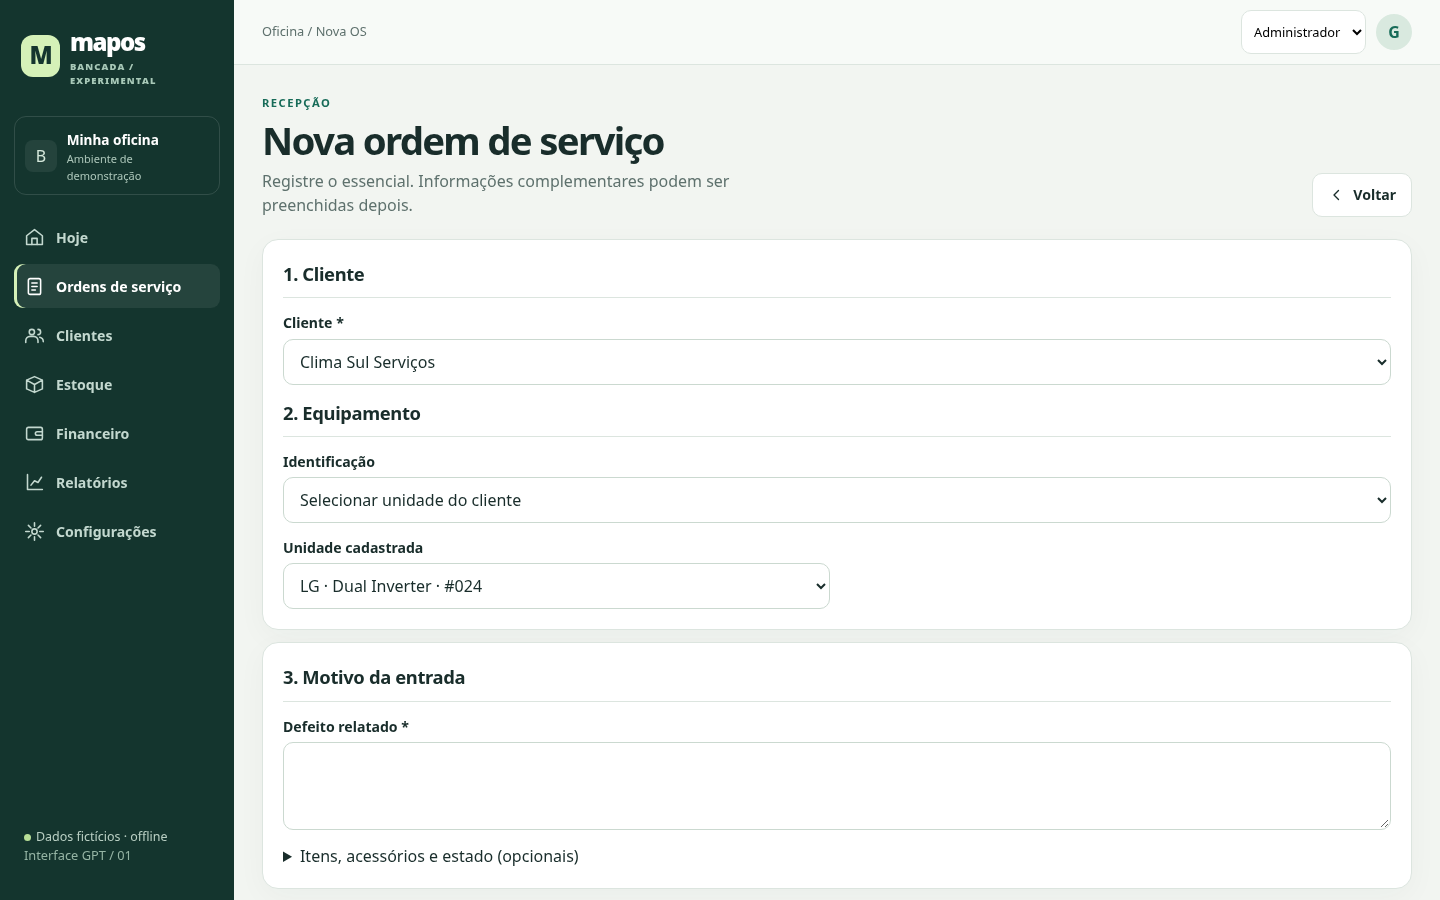 M
mapos
BANCADA /
EXPERIMENTAL
B
Minha oficina
Ambiente de
demonstração
Hoje
Ordens de serviço
Clientes
Estoque
Financeiro
Relatórios
Configurações
Dados fictícios · offline
Interface GPT / 01
Oficina / Nova OS
Administrador
G
RECEPÇÃO
Nova ordem de serviço
Registre o essencial. Informações complementares podem ser
preenchidas depois.
Voltar
1. Cliente
Cliente *
Clima Sul Serviços
2. Equipamento
Identificação
Selecionar unidade do cliente
Unidade cadastrada
LG · Dual Inverter · #024
3. Motivo da entrada
Defeito relatado *
Itens, acessórios e estado (opcionais)